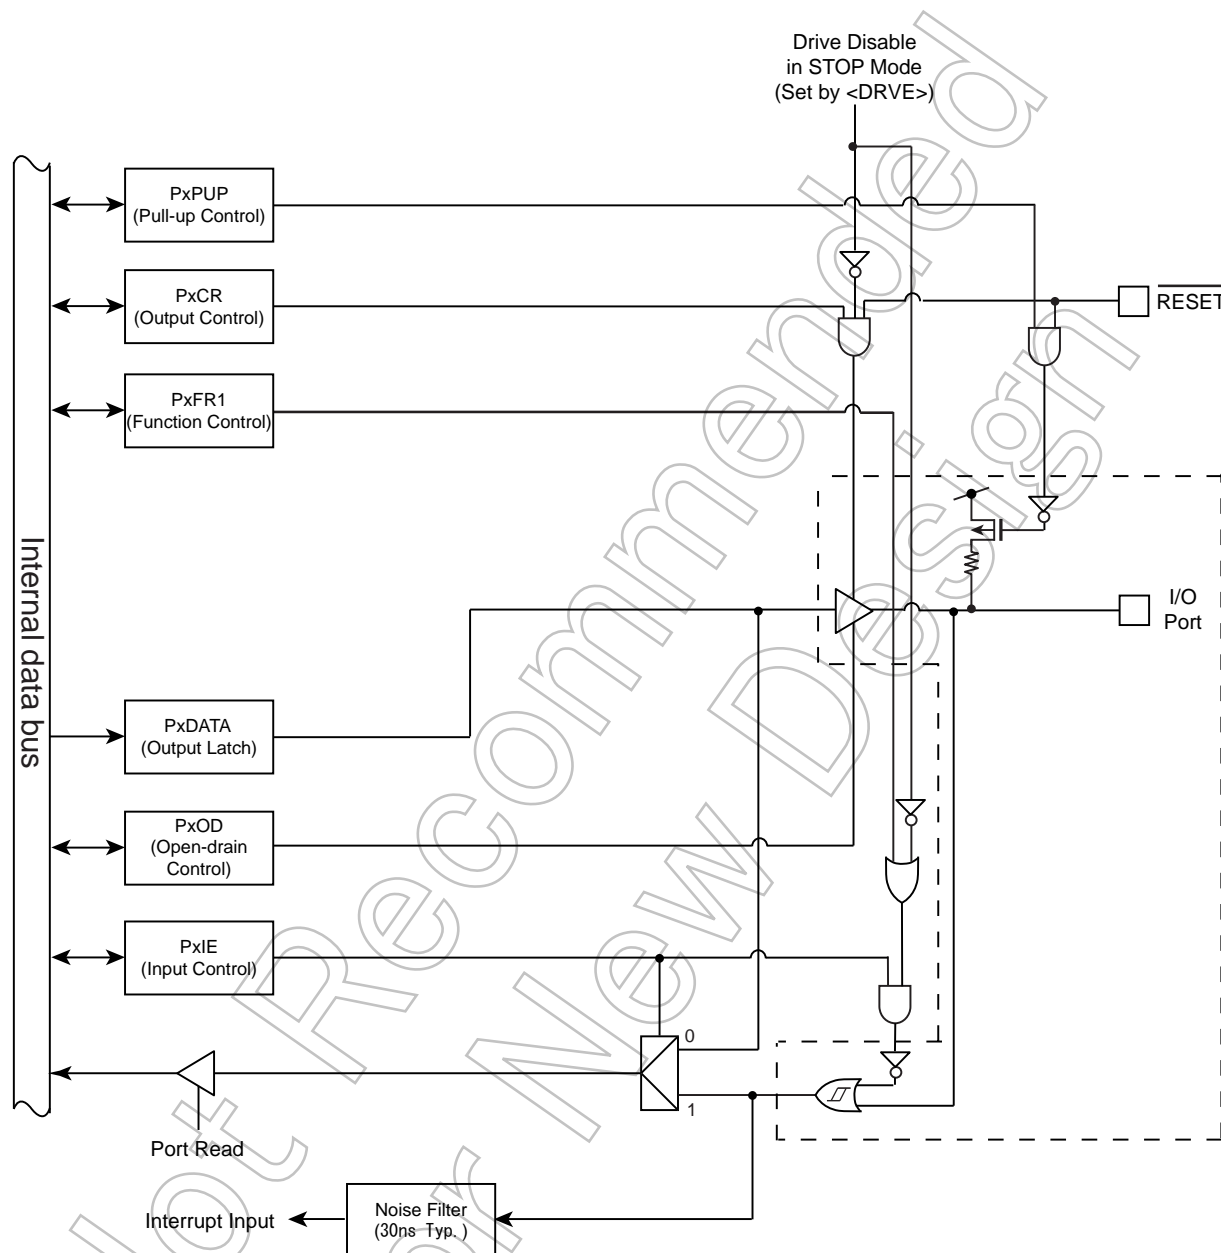 Drive Disable
in STOP Mode
(Set by <DRVE>)
PxPUP
(Pull-up Control)
PxCR
(Output Control)
RESET
PxFR1
(Function Control)
Internal data bus
I/O
Port
PxDATA
(Output Latch)
PxOD
(Open-drain
Control)
PxIE
(Input Control)
0
1
Port Read
Interrupt Input
Noise Filter
(30ns Typ.)
Not Recommended
for New Design